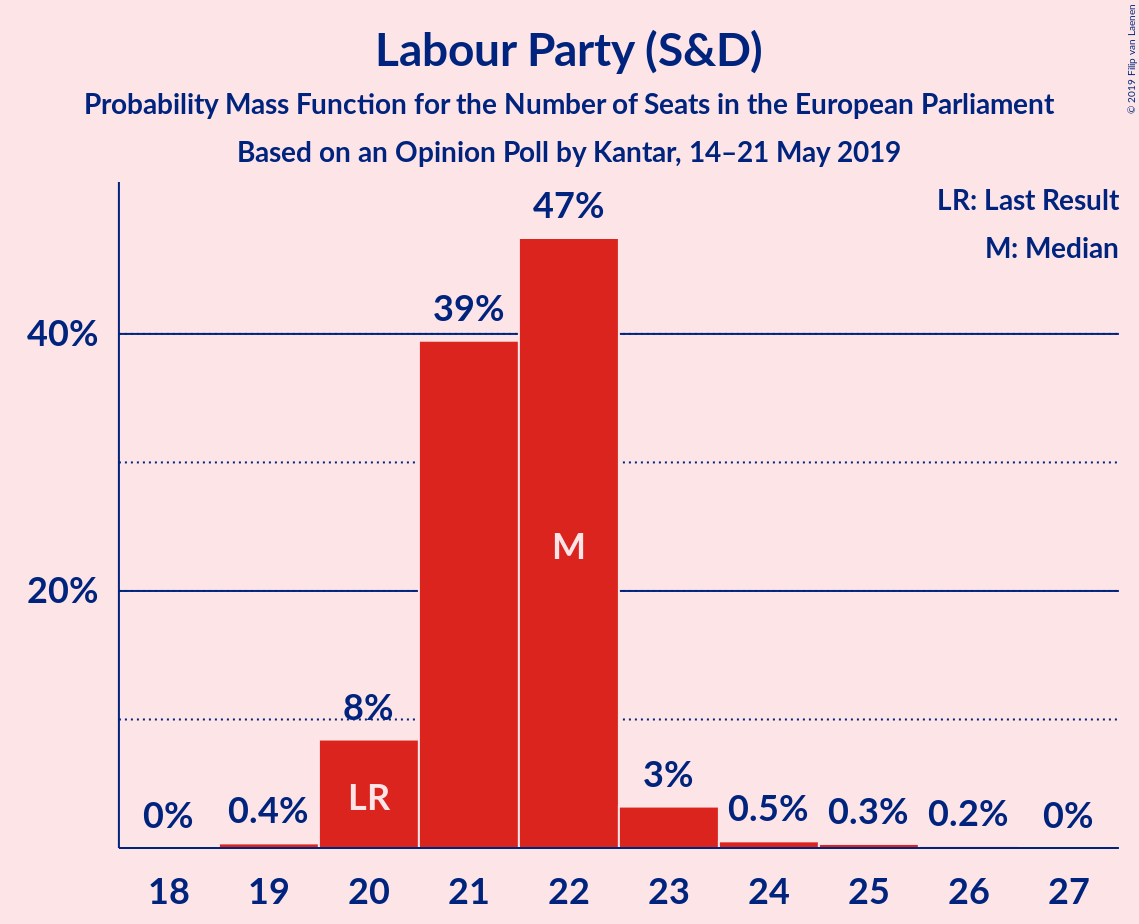 Labour Party (S&D)
Probability Mass Function for the Number of Seats in the European Parliament
Based on an Opinion Poll by Kantar, 14–21 May 2019
© 2019 Filip van Laenen
LR: Last Result
M: Median
47%
39%
40%
M
20%
8%
LR
3%
0%
0.4%
0.5%
0.3%
0.2%
0%
18 19 20 21 22 23 24 25 26 27